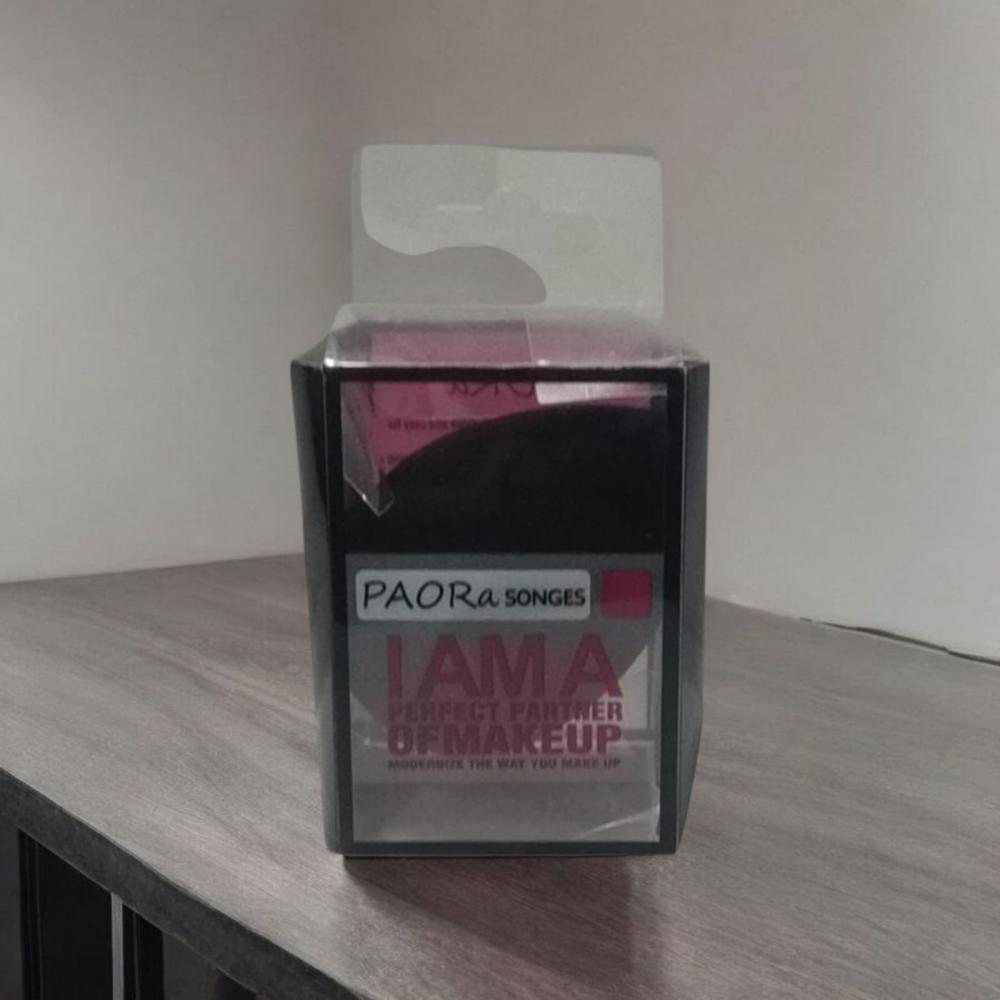 PAORa SONGES
I AM A
PERFECT PARTNER
OFMAKEUP
MODERNIZE THE WAY YOU MAKE UP